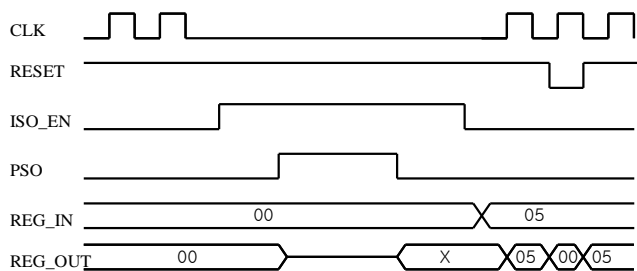 CLK
RESET
ISO_EN
PSO
REG_IN 00 05
REG_OUT 00 X 05 00 05